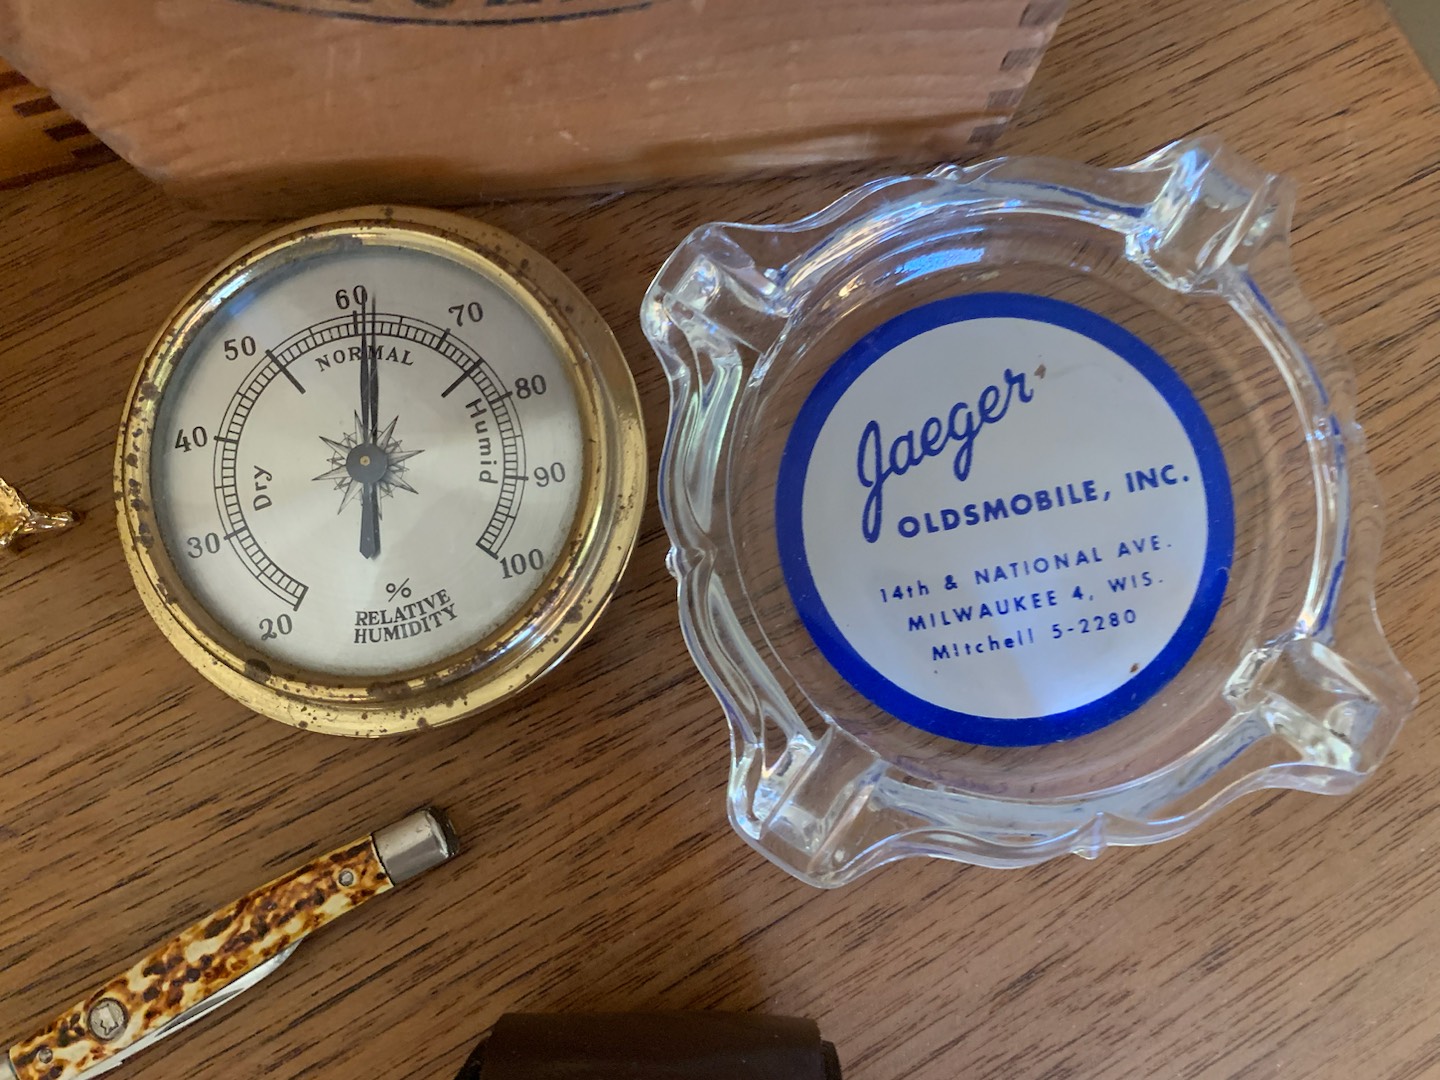 60
70
50
NORMAL
80
Humid
40
90
Dry
30
100
20
%
RELATIVE
HUMIDITY
Jaeger
OLDSMOBILE, INC.
14th & NATIONAL AVE.
MILWAUKEE 4, WIS.
MItchell 5-2280